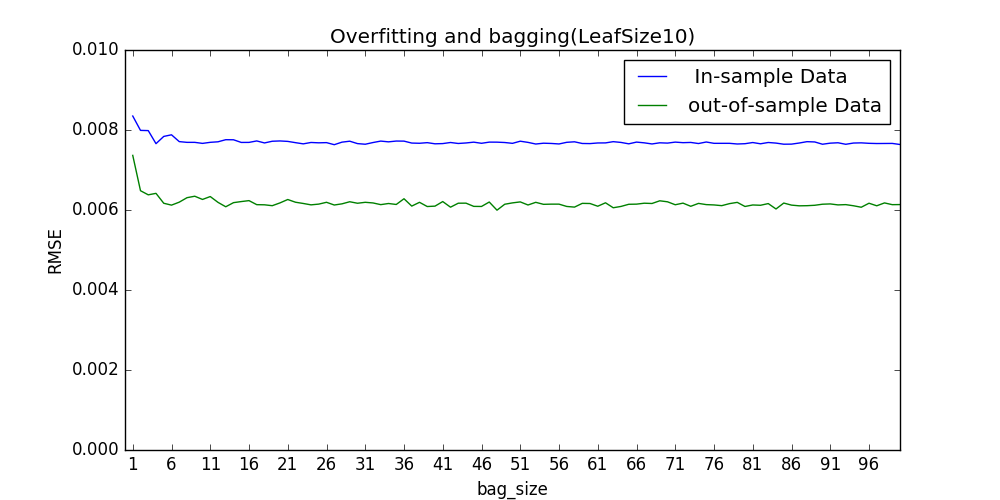 Overfitting and bagging(LeafSize10)
0.010
0.008
0.006
0.004
0.002
0.000
RMSE
In-sample Data
out-of-sample Data
1 6 11 16 21 26 31 36 41 46 51 56 61 66 71 76 81 86 91 96
bag_size